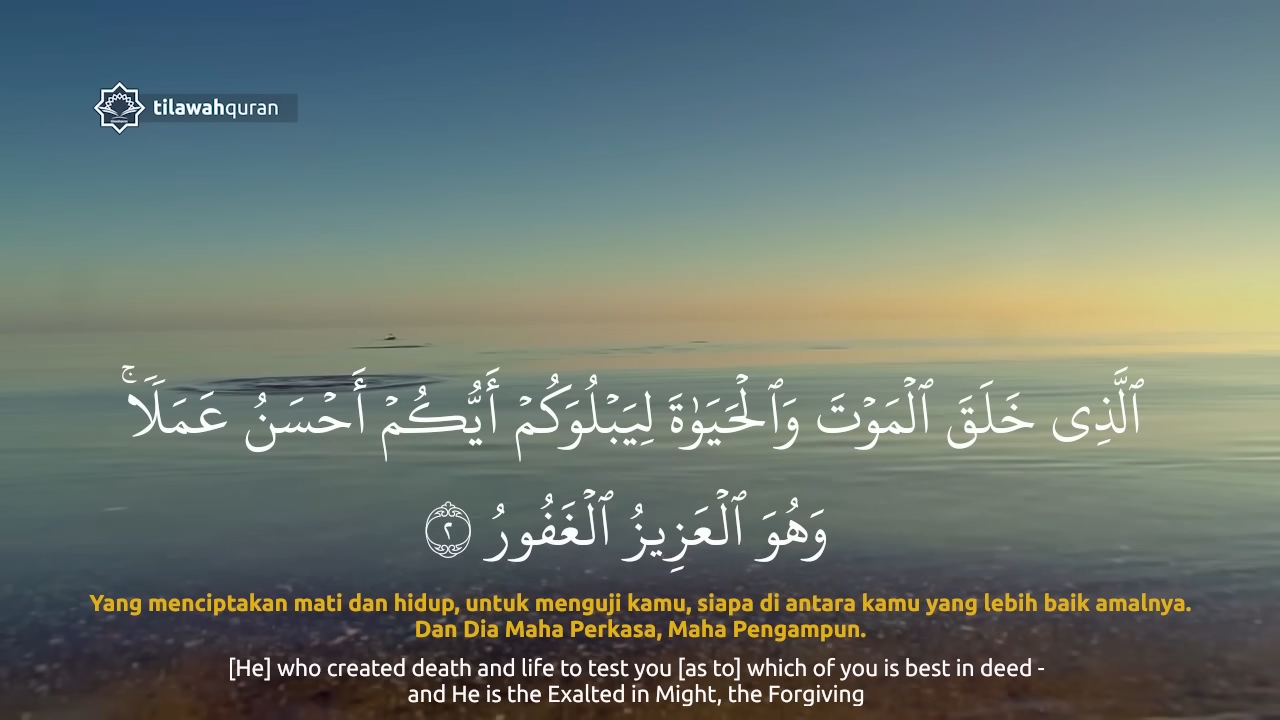 tilawahquran
ٱلَّذِى خَلَقَ ٱلْمَوْتَ وَٱلْحَيَوٰةَ لِيَبْلُوَكُمْ أَيُّكُمْ أَحْسَنُ عَمَلًا ۚ
وَهُوَ ٱلْعَزِيزُ ٱلْغَفُورُ ٢
Yang menciptakan mati dan hidup, untuk menguji kamu, siapa di antara kamu yang lebih baik amalnya.
Dan Dia Maha Perkasa, Maha Pengampun.
[He] who created death and life to test you [as to] which of you is best in deed -
and He is the Exalted in Might, the Forgiving